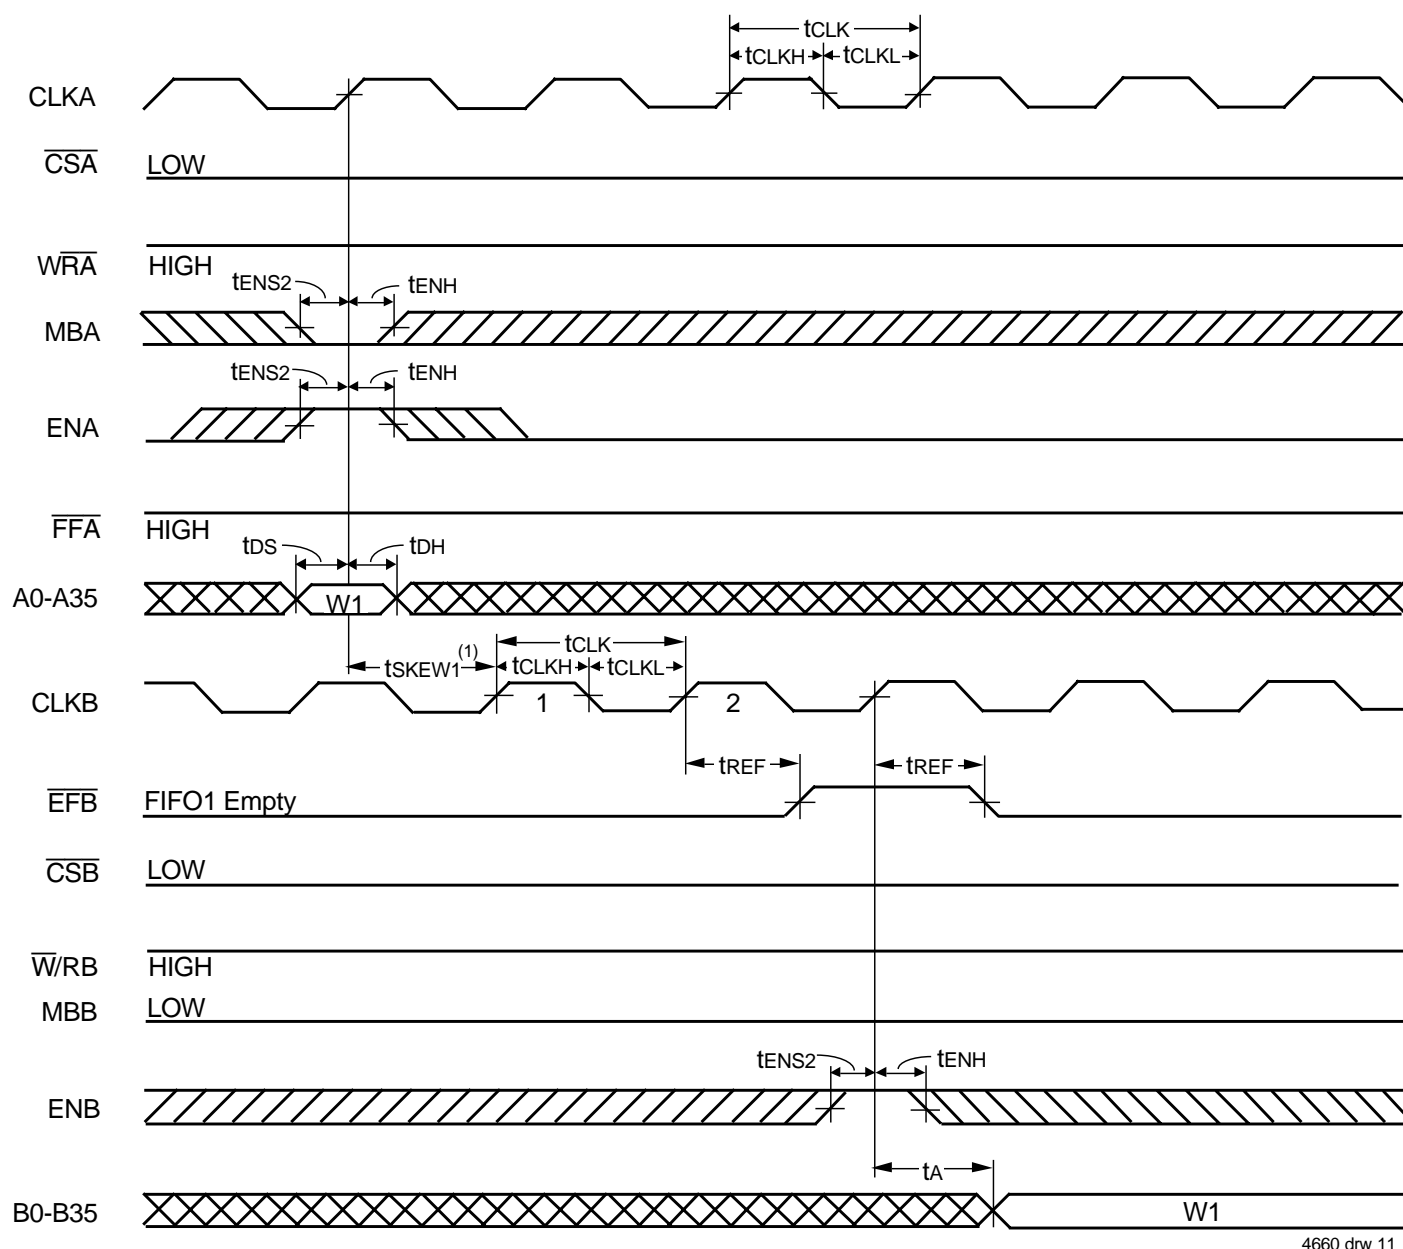 tCLK
tCLKH tCLKL
CLKA
CSA LOW
WRA HIGH
tENS2 tENH
MBA
tENS2 tENH
ENA
FFA HIGH
tDS tDH
A0-A35 W1
tSKEW1(1) tCLK
tCLKH tCLKL
CLKB 1 2
tREF tREF
EFB FIFO1 Empty
CSB LOW
W/RB HIGH
MBB LOW
tENS2 tENH
ENB
tA
B0-B35 W1
4660 drw 11